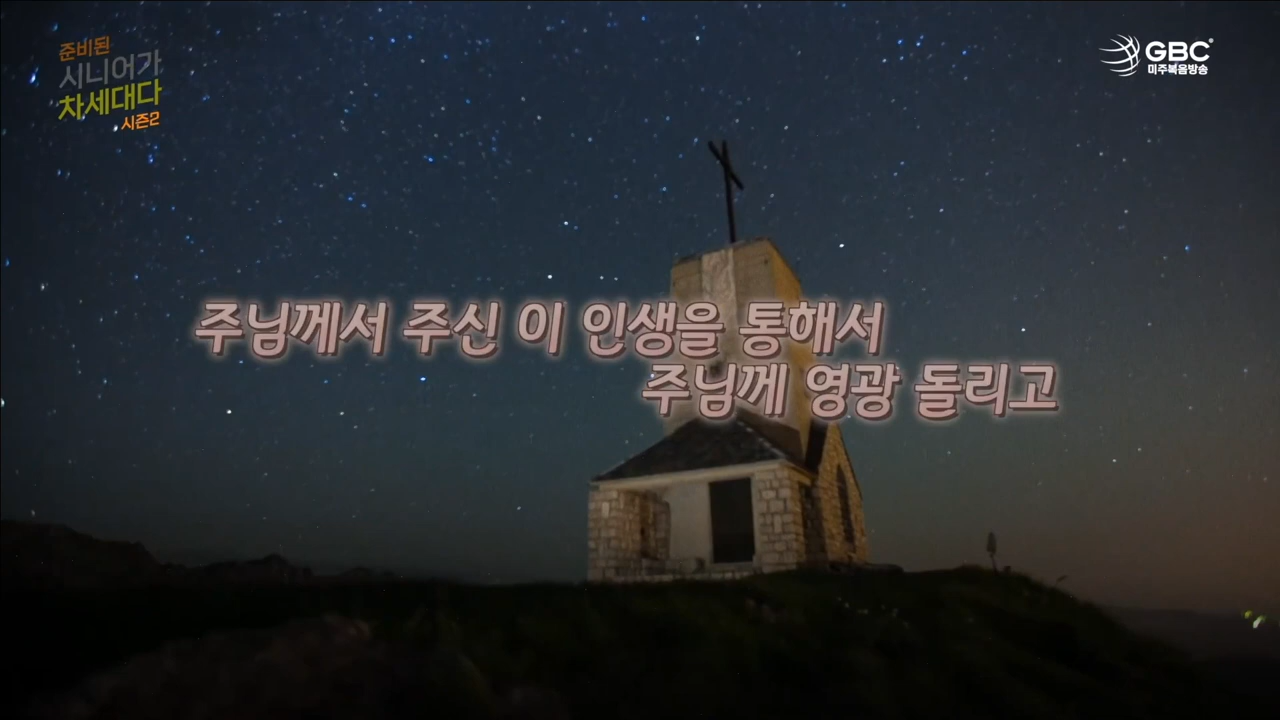 준비된
시니어가
차세대다
시즌2
GBC
미주복음방송
주님께서 주신 이 인생을 통해서
주님께 영광 돌리고